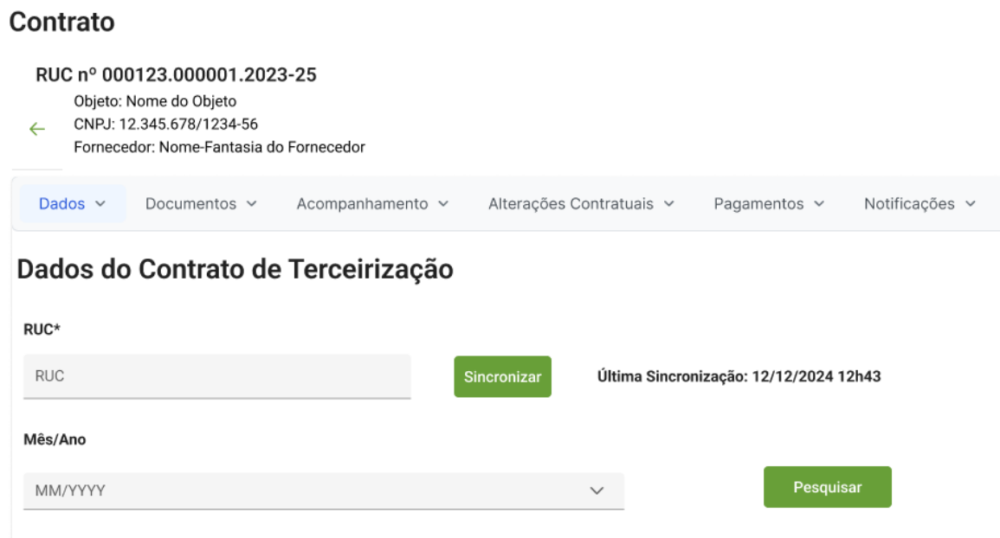 Contrato
RUC nº 000123.000001.2023-25
Objeto: Nome do Objeto
CNPJ: 12.345.678/1234-56
Fornecedor: Nome-Fantasia do Fornecedor
Dados Documentos Acompanhamento Alterações Contratuais Pagamentos Notificações
Dados do Contrato de Terceirização
RUC*
RUC Sincronizar Última Sincronização: 12/12/2024 12h43
Mês/Ano
MM/YYYY Pesquisar